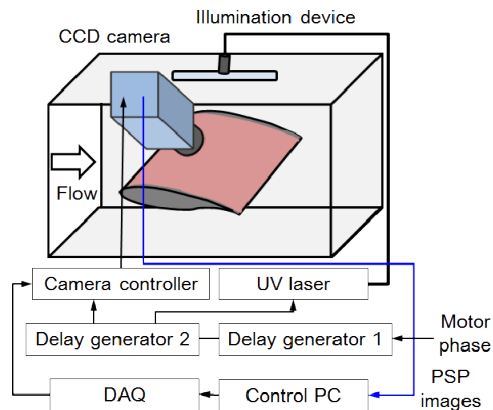 Illumination device
CCD camera
Flow
Camera controller
UV laser
Delay generator 2
Delay generator 1
Motor
phase
DAQ
Control PC
PSP
images